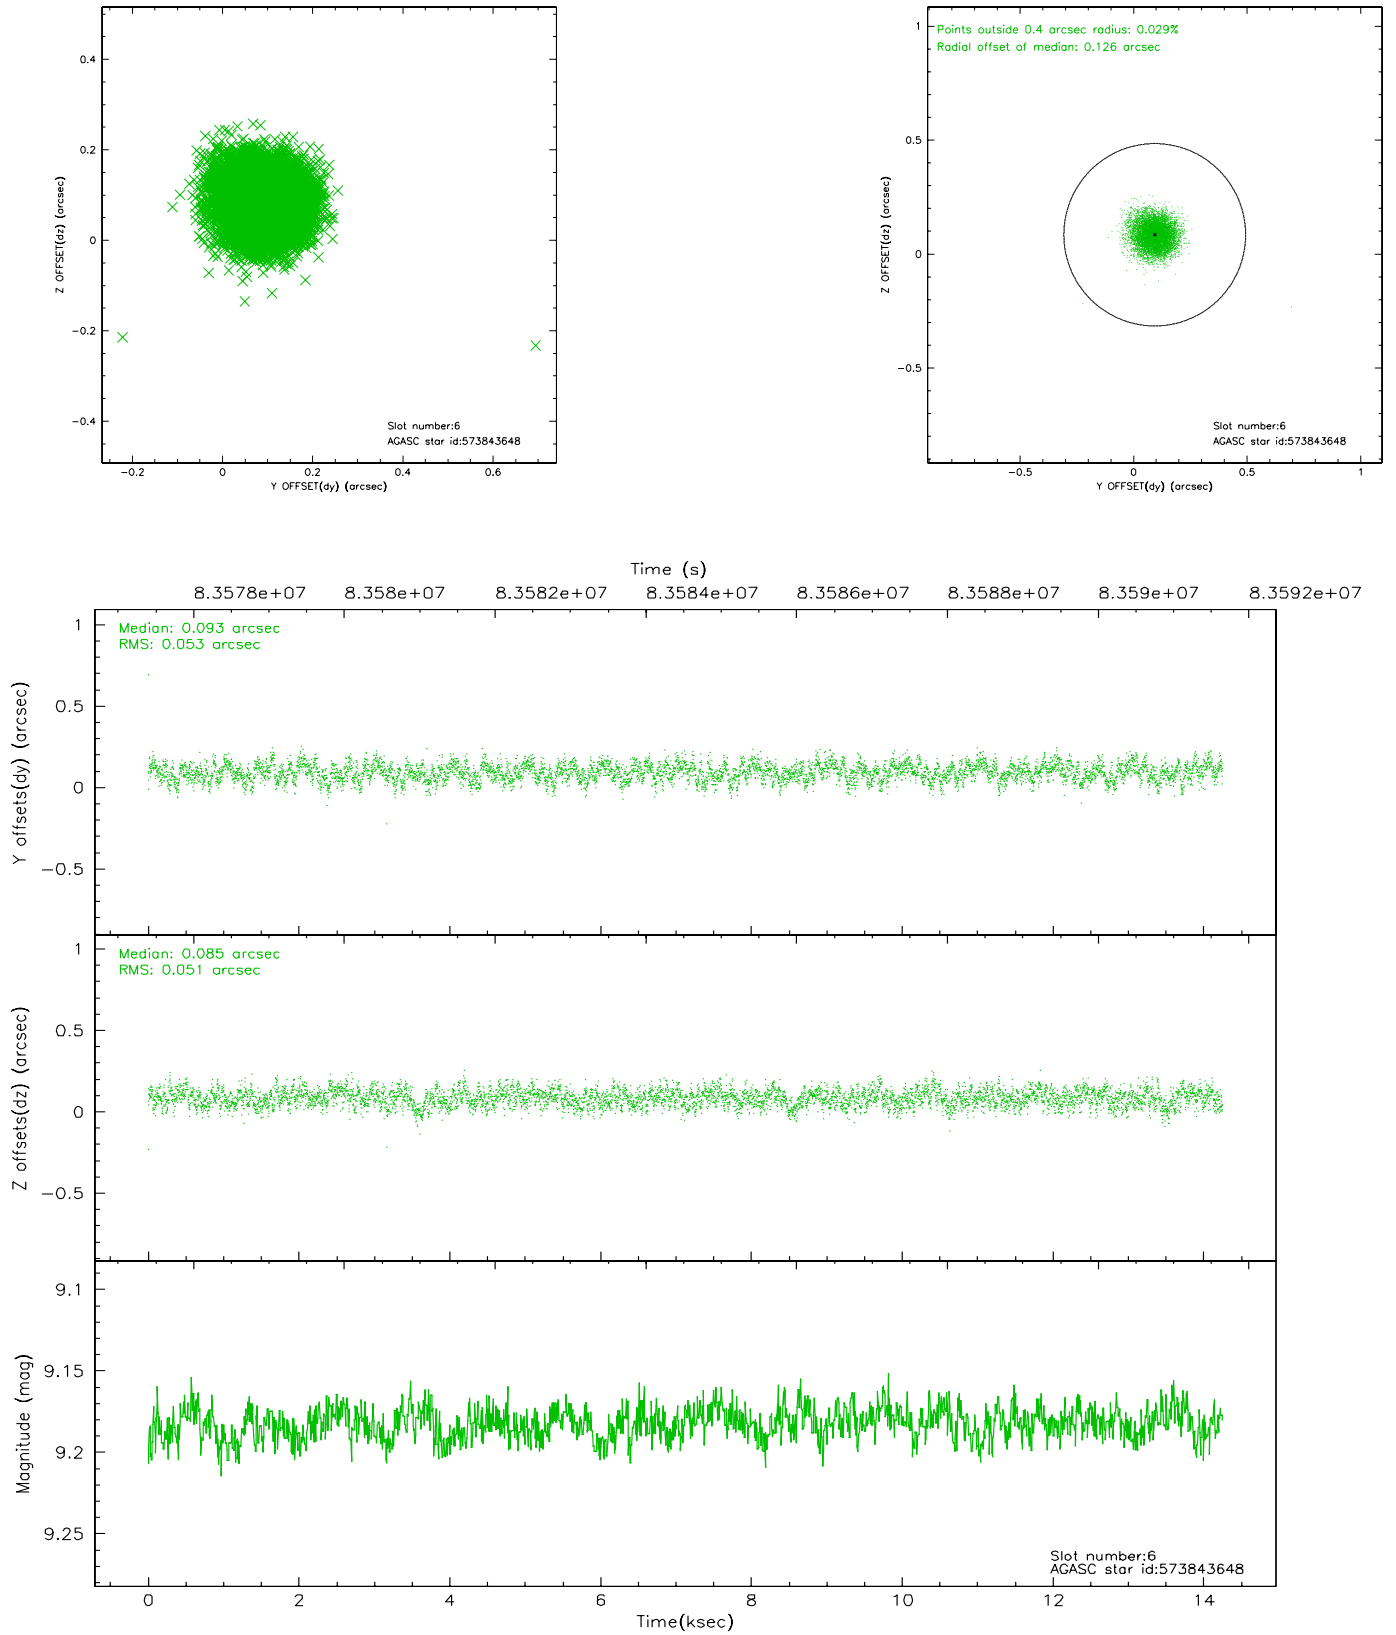 0.4
0.2
0
−0.2
−0.4
Z OFFSET(dz) (arcsec)
Slot number:6
AGASC star id:573843648
−0.2 0 0.2 0.4 0.6
Y OFFSET(dy) (arcsec)
Points outside 0.4 arcsec radius: 0.029%
Radial offset of median: 0.126 arcsec
1
0.5
0
−0.5
Z OFFSET(dz) (arcsec)
Slot number:6
AGASC star id:573843648
−0.5 0 0.5 1
Y OFFSET(dy) (arcsec)
Time (s)
8.3578e+07 8.358e+07 8.3582e+07 8.3584e+07 8.3586e+07 8.3588e+07 8.359e+07 8.3592e+07
Median: 0.093 arcsec
RMS: 0.053 arcsec
1
0.5
0
−0.5
Y offsets(dy) (arcsec)
Median: 0.085 arcsec
RMS: 0.051 arcsec
1
0.5
0
−0.5
Z offsets(dz) (arcsec)
9.1
9.15
9.2
9.25
Magnitude (mag)
Slot number:6
AGASC star id:573843648
0 2 4 6 8 10 12 14
Time(ksec)